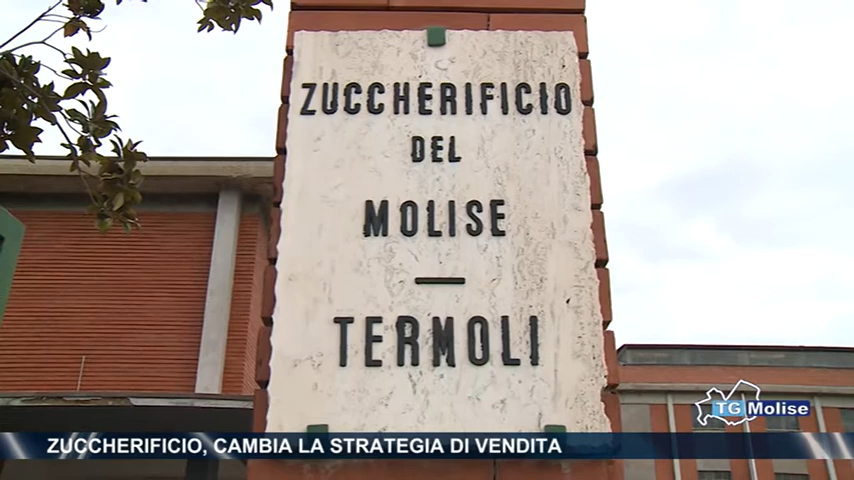 ZUCCHERIFICIO
DEL
MOLISE
TERMOLI
TG Molise
ZUCCHERIFICIO, CAMBIA LA STRATEGIA DI VENDITA